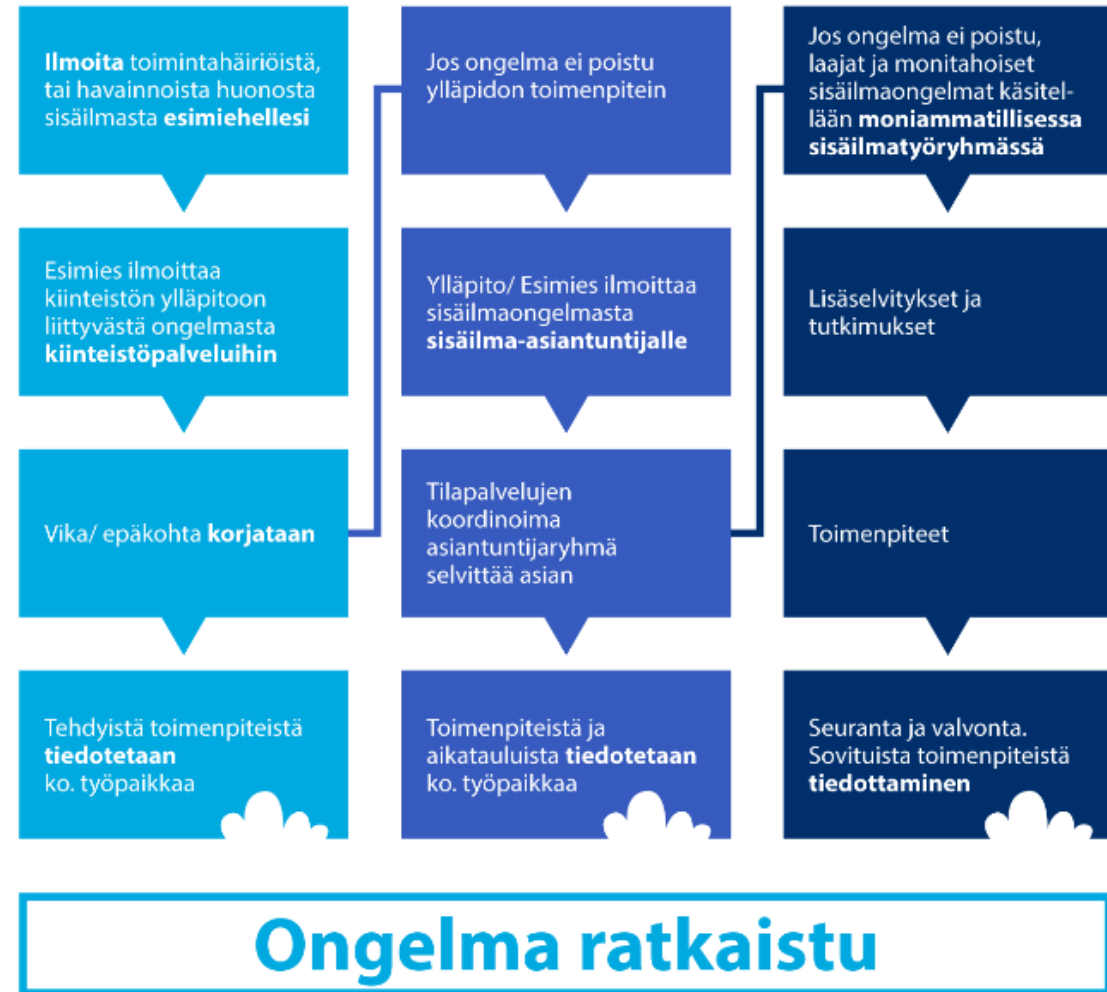 Ilmoita toimintahäiriöistä,
tai havainnoista huonosta
sisäilmasta esimiehellesi
Esimies ilmoittaa
kiinteistön ylläpitoon
liittyvästä ongelmasta
kiinteistöpalveluihin
Vika/ epäkohta korjataan
Tehdyistä toimenpiteistä
tiedotetaan
ko. työpaikkaa
Jos ongelma ei poistu
ylläpidon toimenpitein
Ylläpito/ Esimies ilmoittaa
sisäilmaongelmasta
sisäilma-asiantuntijalle
Tilapalvelujen
koordinoima
asiantuntijaryhmä
selvittää asian
Toimenpiteistä ja
aikatauluista tiedotetaan
ko. työpaikkaa
Jos ongelma ei poistu,
laajat ja monitahoiset
sisäilmaongelmat käsitel-
lään moniammatillisessa
sisäilmatyöryhmässä
Lisäselvitykset ja
tutkimukset
Toimenpiteet
Seuranta ja valvonta.
Sovituista toimenpiteistä
tiedottaminen
Ongelma ratkaistu